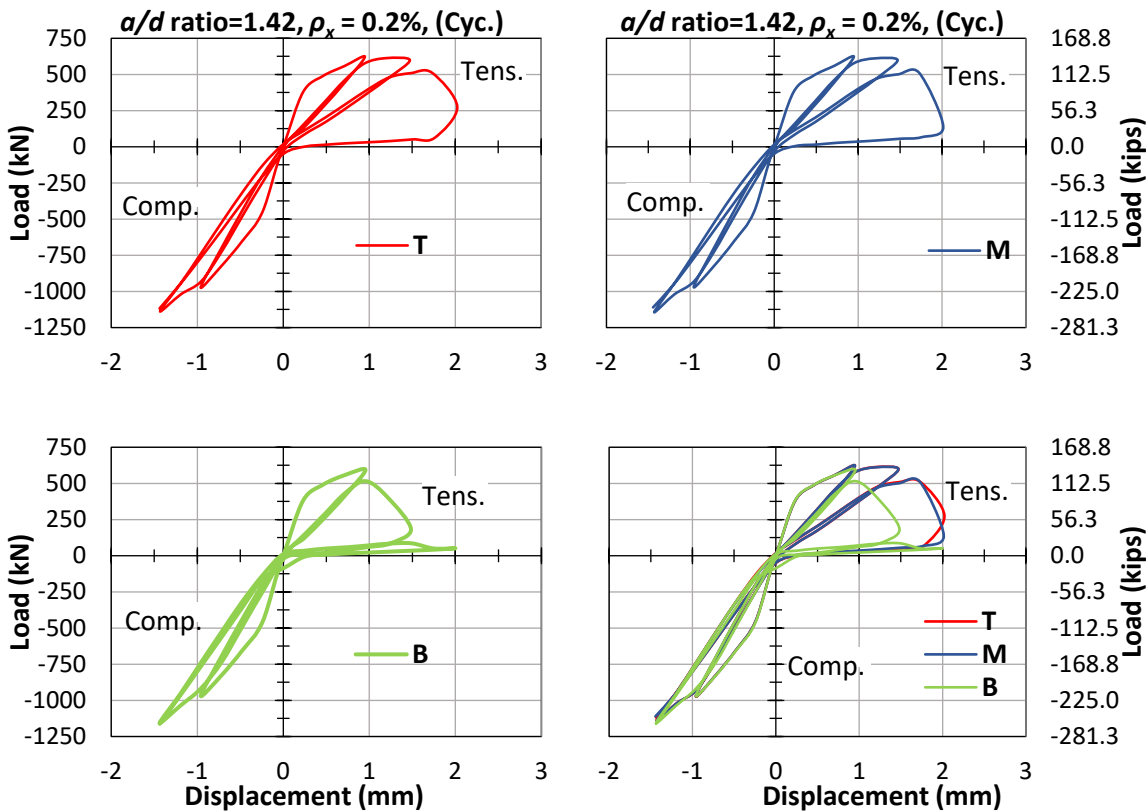 a/d ratio=1.42, ρx = 0.2%, (Cyc.)
a/d ratio=1.42, ρx = 0.2%, (Cyc.)
750
500
250
0
-250
-500
-750
-1000
-1250
Load (kN)
Tens.
Comp.
T
-2 -1 0 1 2 3
Tens.
Comp.
M
-2 -1 0 1 2 3
168.8
112.5
56.3
0.0
-56.3
-112.5
-168.8
-225.0
-281.3
Load (kips)
750
500
250
0
-250
-500
-750
-1000
-1250
Load (kN)
Tens.
Comp.
B
-2 -1 0 1 2 3
Displacement (mm)
Tens.
Comp.
T
M
B
-2 -1 0 1 2 3
Displacement (mm)
168.8
112.5
56.3
0.0
-56.3
-112.5
-168.8
-225.0
-281.3
Load (kips)